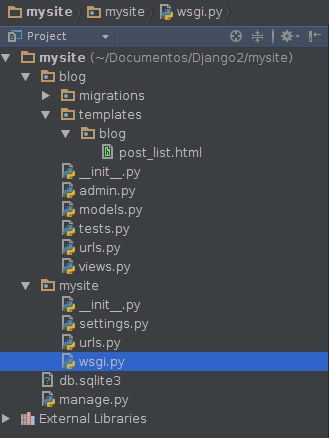 mysite mysite wsgi.py
Project
mysite (~/Documentos/Django2/mysite)
blog
migrations
templates
blog
post_list.html
__init__.py
admin.py
models.py
tests.py
urls.py
views.py
mysite
__init__.py
settings.py
urls.py
wsgi.py
db.sqlite3
manage.py
External Libraries